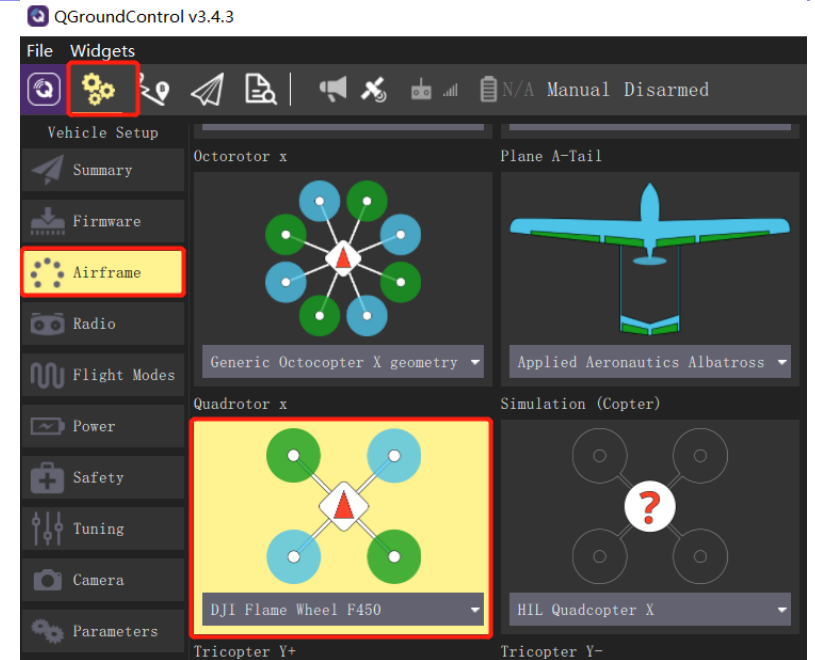 QGroundControl v3.4.3
File Widgets
N/A Manual Disarmed
Vehicle Setup
Summary
Firmware
Airframe
Radio
Flight Modes
Power
Safety
Tuning
Camera
Parameters
Octorotor x
Plane A-Tail
Generic Octocopter X geometry
Applied Aeronautics Albatross
Quadrotor x
Simulation (Copter)
?
DJI Flame Wheel F450
HIL Quadcopter X
Tricopter Y+
Tricopter Y-